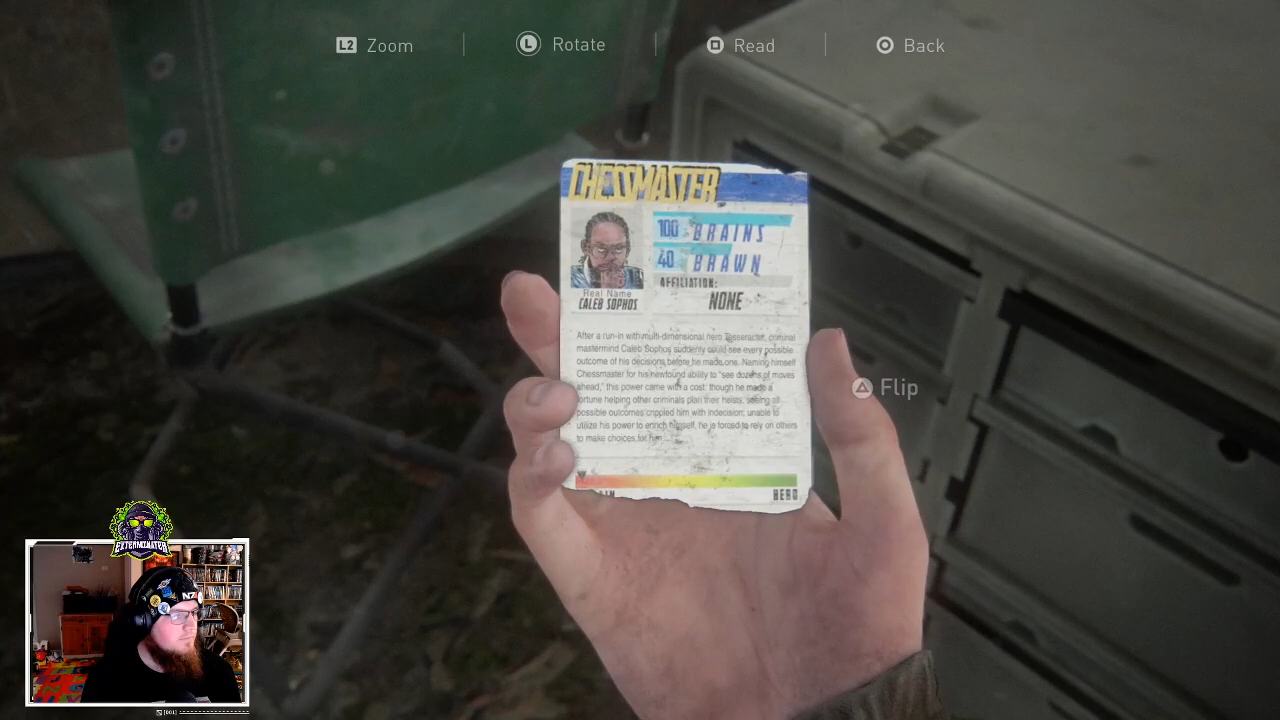 L2 Zoom
L Rotate
Read
Back
CHESSMASTER
100 BRAINS
40 BRAWN
AFFILIATION:
NONE
Real Name
CALEB SOPHOS
After a run-in with multi-dimensional hero Tesseracter, criminal
mastermind Caleb Sophos suddenly could see every possible
outcome of his decisions before he made one. Naming himself
Chessmaster for his newfound ability to "see dozens of moves
ahead," this power came with a cost: though he made a
fortune helping other criminals plan their heists, seeing all
possible outcomes crippled him with indecision; unable to
utilize his power to enrich himself, he is forced to rely on others
to make choices for him.
HERO
Flip
EXTERMINATER
NZ
[001]